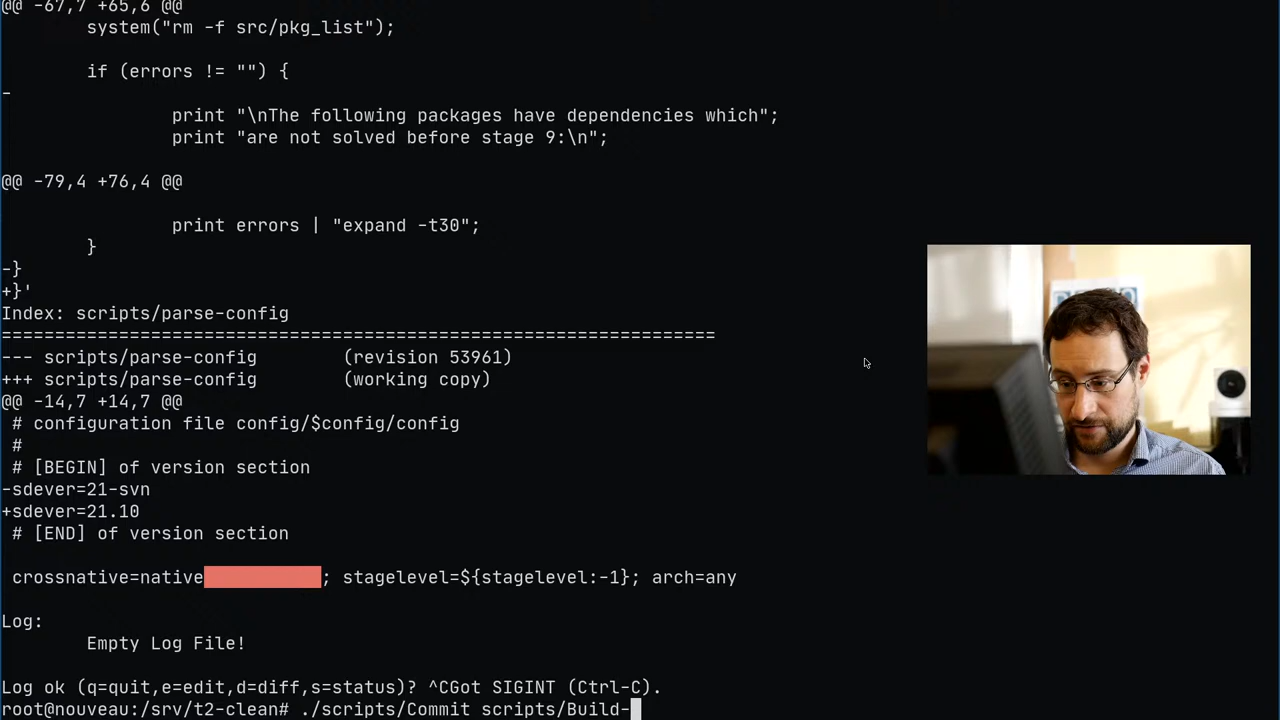 @@ -67,7 +65,6 @@
system("rm -f src/pkg_list");
if (errors != "") {
-
print "\nThe following packages have dependencies which";
print "are not solved before stage 9:\n";
@@ -79,4 +76,4 @@
print errors | "expand -t30";
}
-}
+}'
Index: scripts/parse-config
===================================================================
--- scripts/parse-config        (revision 53961)
+++ scripts/parse-config        (working copy)
@@ -14,7 +14,7 @@
# configuration file config/$config/config
#
# [BEGIN] of version section
-sdever=21-svn
+sdever=21.10
# [END] of version section
crossnative=native           ; stagelevel=${stagelevel:-1}; arch=any
Log:
Empty Log File!
Log ok (q=quit,e=edit,d=diff,s=status)? ^CGot SIGINT (Ctrl-C).
root@nouveau:/srv/t2-clean# ./scripts/Commit scripts/Build-